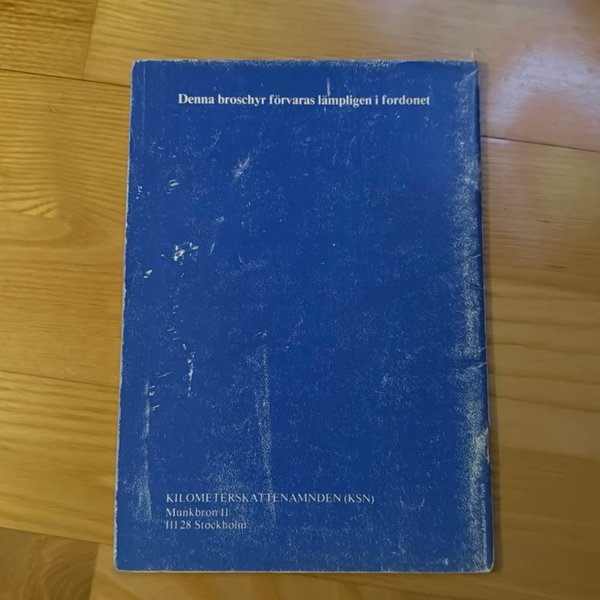 Denna broschyr förvaras lämpligen i fordonet
KILOMETERSKATTENÄMNDEN (KSN)
Munkbron 11
111 28 Stockholm